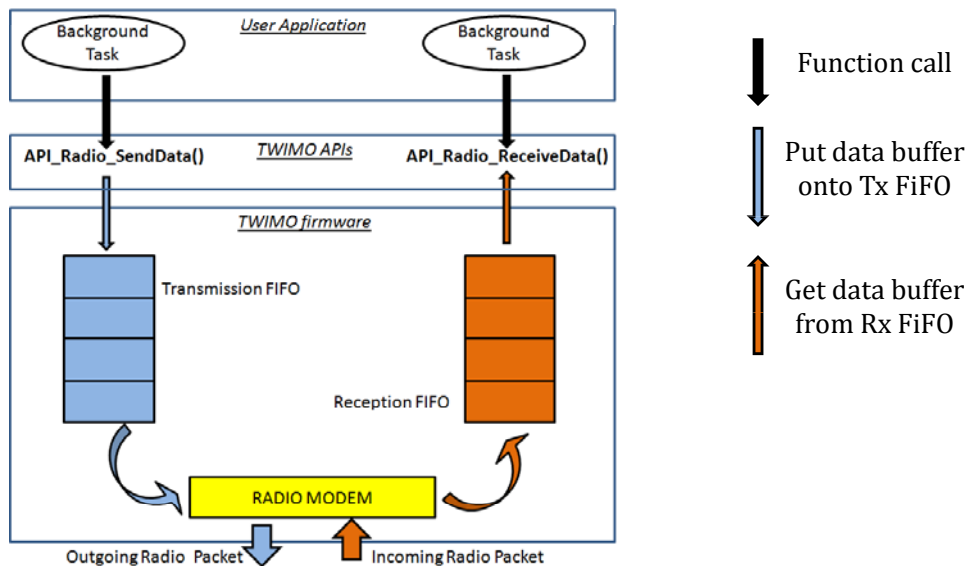 User Application
Background
Task
Background
Task
API_Radio_SendData()
TWIMO APIs
API_Radio_ReceiveData()
TWIMO firmware
Transmission FIFO
Reception FIFO
RADIO MODEM
Outgoing Radio Packet
Incoming Radio Packet
Function call
Put data buffer
onto Tx FiFO
Get data buffer
from Rx FiFO